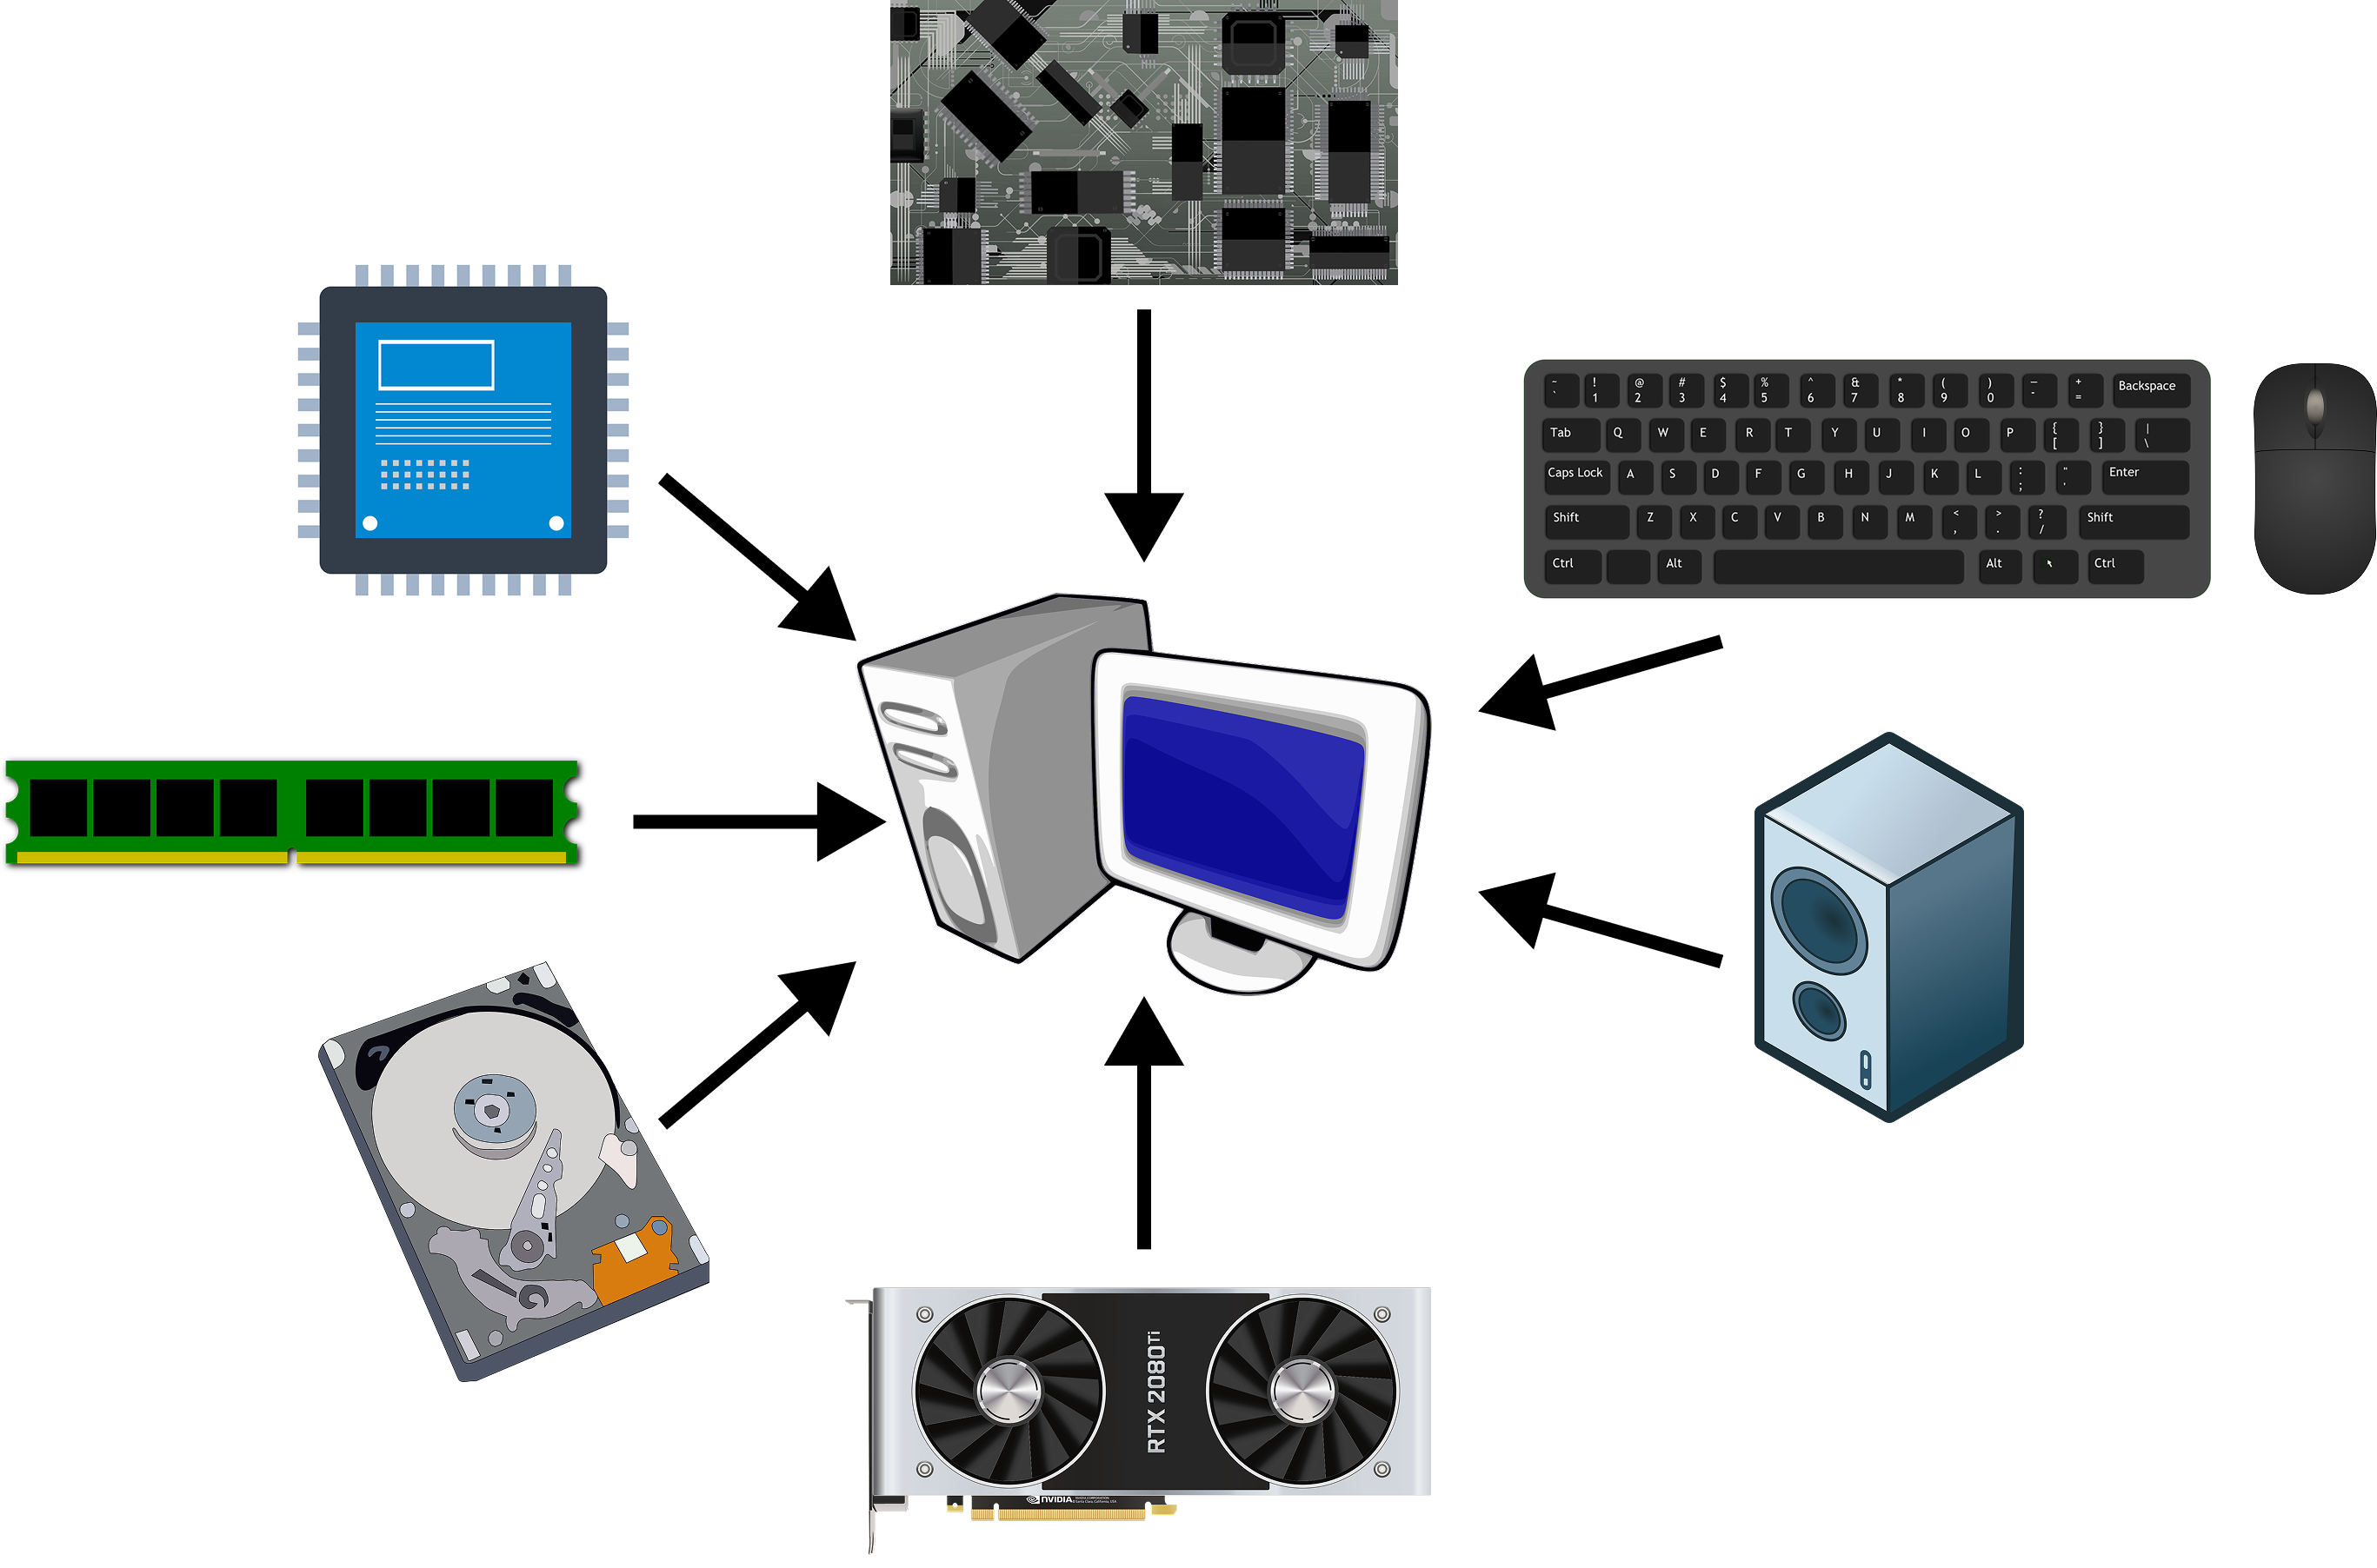 ~ ! @ # $ % ^ & * ( ) — +
` 1 2 3 4 5 6 7 8 9 0 - = Backspace
Tab Q W E R T Y U I O P { [ } ] | \
Caps Lock A S D F G H J K L : ; " ' Enter
Shift Z X C V B N M < , > . ? / Shift
Ctrl Alt Alt Ctrl
RTX 2080Ti
NVIDIA